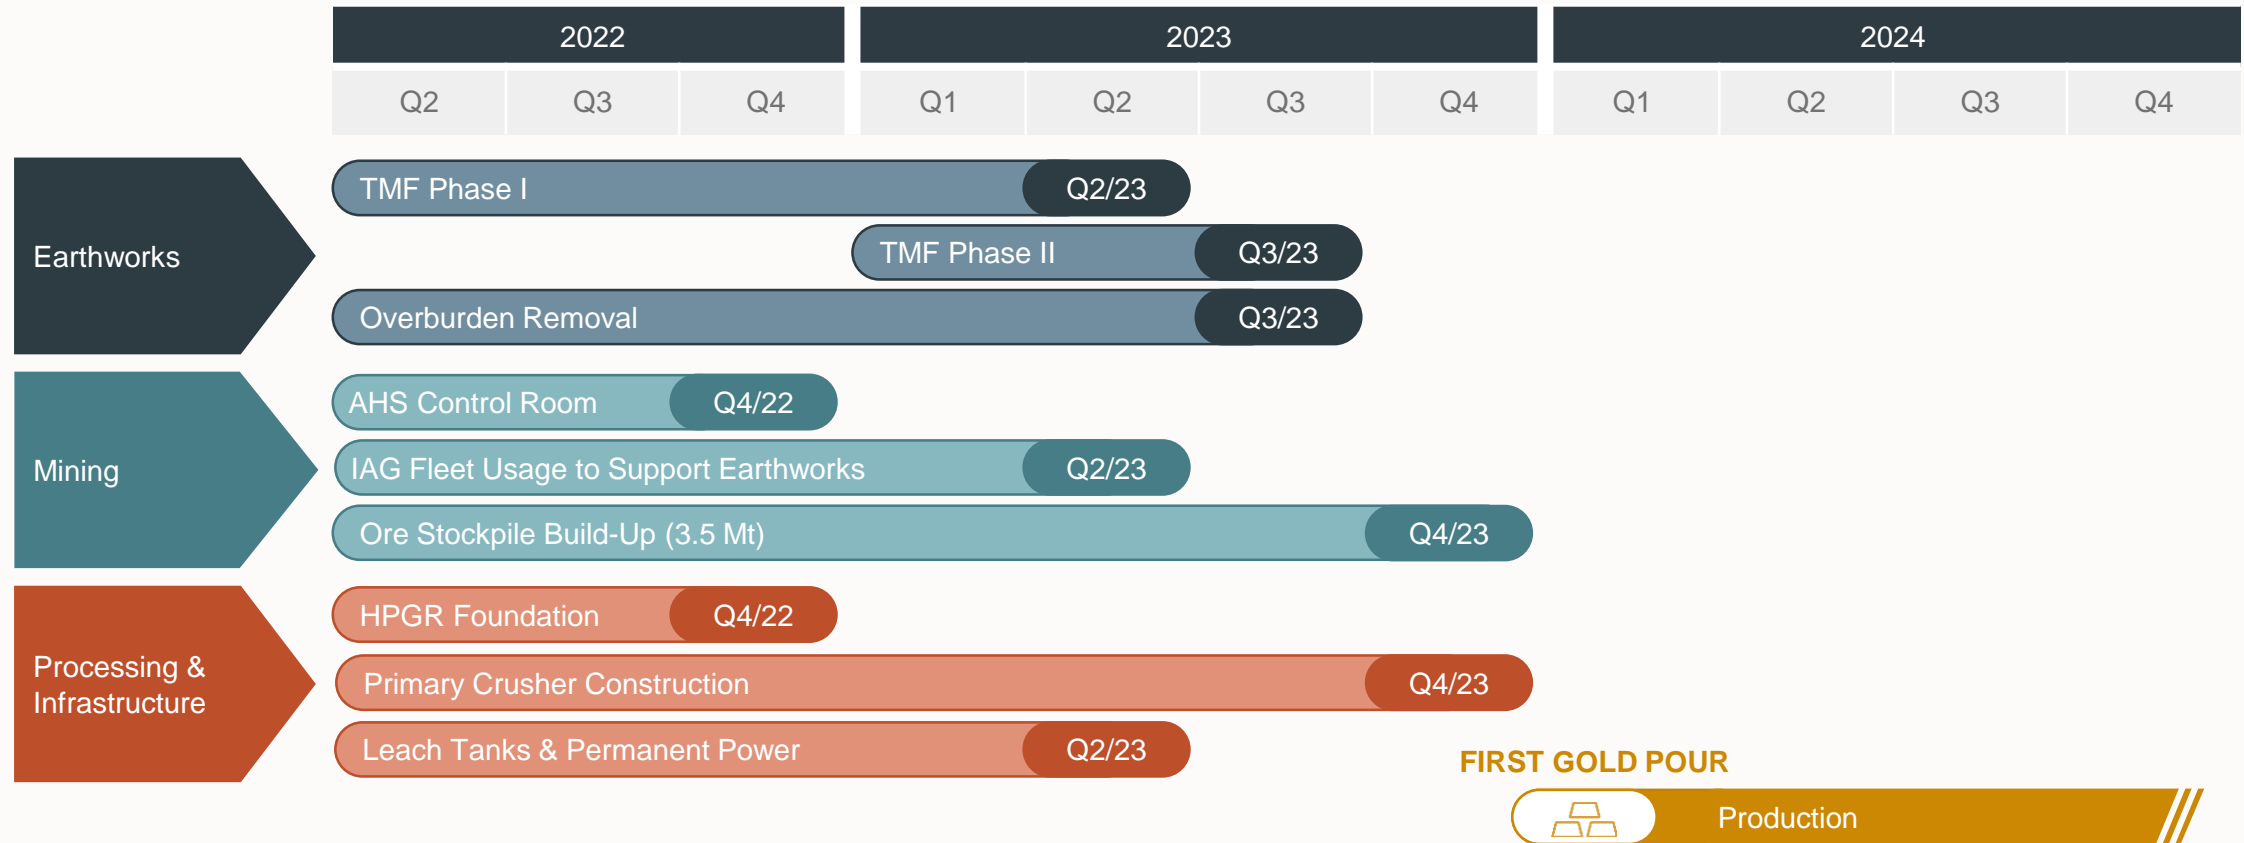 2022
2023
2024
Q2
Q3
Q4
Q1
Q2
Q3
Q4
Q1
Q2
Q3
Q4
Earthworks
TMF Phase I
Q2/23
TMF Phase II
Q3/23
Overburden Removal
Q3/23
Mining
AHS Control Room
Q4/22
IAG Fleet Usage to Support Earthworks
Q2/23
Ore Stockpile Build-Up (3.5 Mt)
Q4/23
Processing &
Infrastructure
HPGR Foundation
Q4/22
Primary Crusher Construction
Q4/23
Leach Tanks & Permanent Power
Q2/23
FIRST GOLD POUR
Production